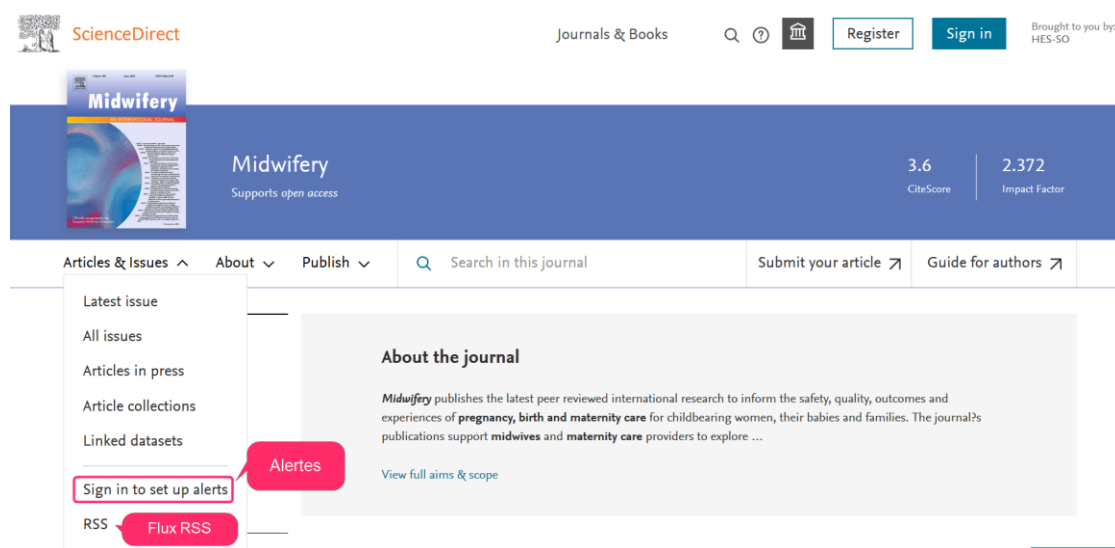 ScienceDirect
Journals & Books
Register
Sign in
Brought to you by:
HES-SO
Midwifery
AN INTERNATIONAL JOURNAL
Midwifery
Supports open access
3.6
CiteScore
2.372
Impact Factor
Articles & Issues
About
Publish
Search in this journal
Submit your article
Guide for authors
Latest issue
All issues
Articles in press
Article collections
Linked datasets
Sign in to set up alerts
Alertes
RSS
Flux RSS
About the journal
Midwifery publishes the latest peer reviewed international research to inform the safety, quality, outcomes and
experiences of pregnancy, birth and maternity care for childbearing women, their babies and families. The journal?s
publications support midwives and maternity care providers to explore ...
View full aims & scope